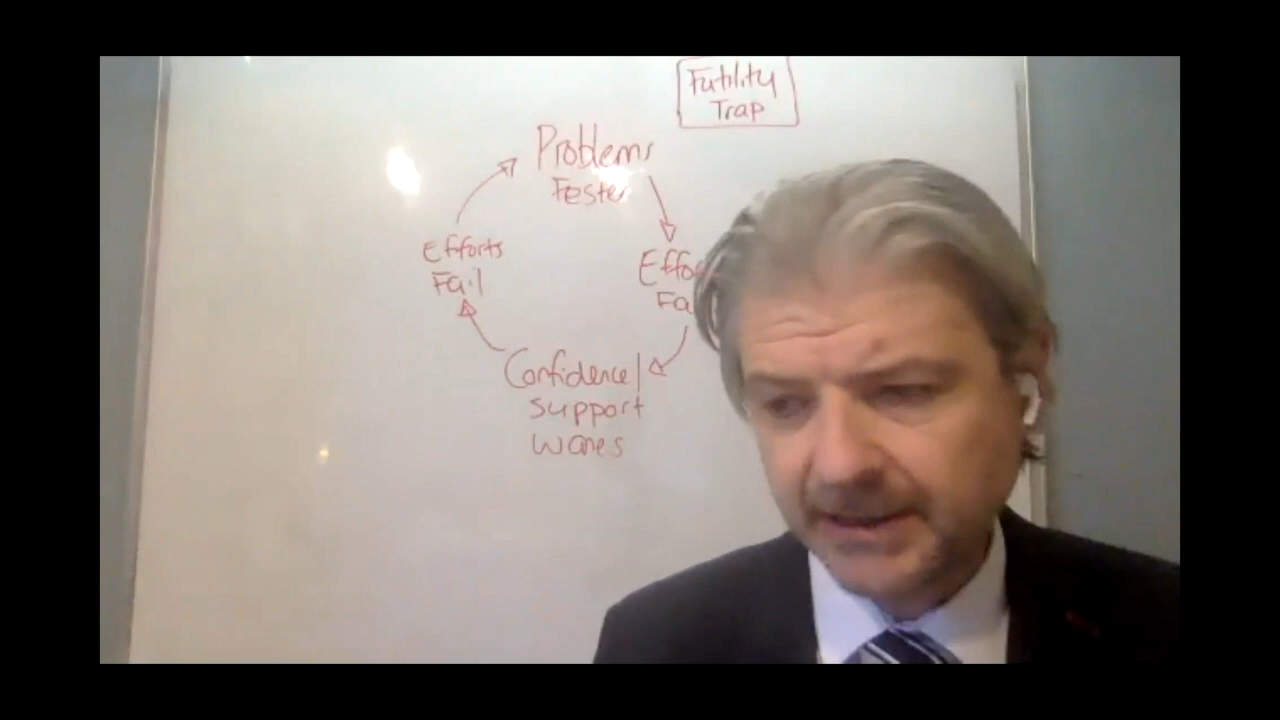 Futility
Trap
Problems
Fester
Efforts
Fail
Confidence/
support
wanes